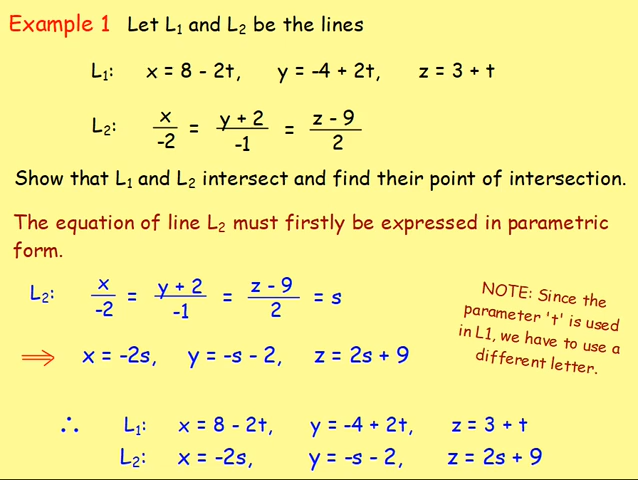 Example 1 Let L₁ and L₂ be the lines
L₁: x = 8 - 2t, y = -4 + 2t, z = 3 + t
L₂: x/-2 = y + 2/-1 = z - 9/2
Show that L₁ and L₂ intersect and find their point of intersection.
The equation of line L₂ must firstly be expressed in parametric
form.
L₂: x/-2 = y + 2/-1 = z - 9/2 = s
NOTE: Since the
parameter 't' is used
in L1, we have to use a
different letter.
⇒ x = -2s, y = -s - 2, z = 2s + 9
∴ L₁: x = 8 - 2t, y = -4 + 2t, z = 3 + t
L₂: x = -2s, y = -s - 2, z = 2s + 9